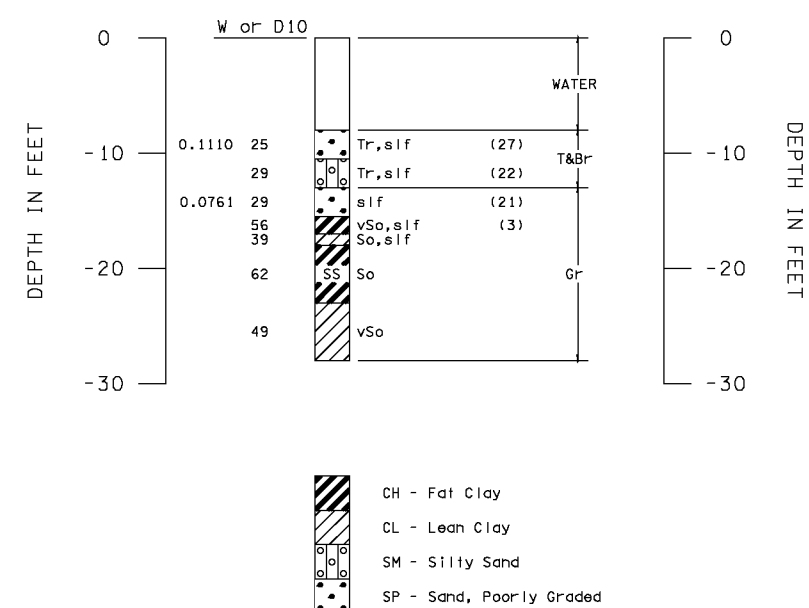 W or D10
0
0
WATER
-10
0.1110 25 Tr,slf (27)
T&Br
-10
29 Tr,slf (22)
0.0761 29 slf (21)
56 vSo,slf (3)
39 So,slf
-20
62 SS So
Gr
-20
49 vSo
-30
-30
DEPTH IN FEET
DEPTH IN FEET
CH - Fat Clay
CL - Lean Clay
SM - Silty Sand
SP - Sand, Poorly Graded